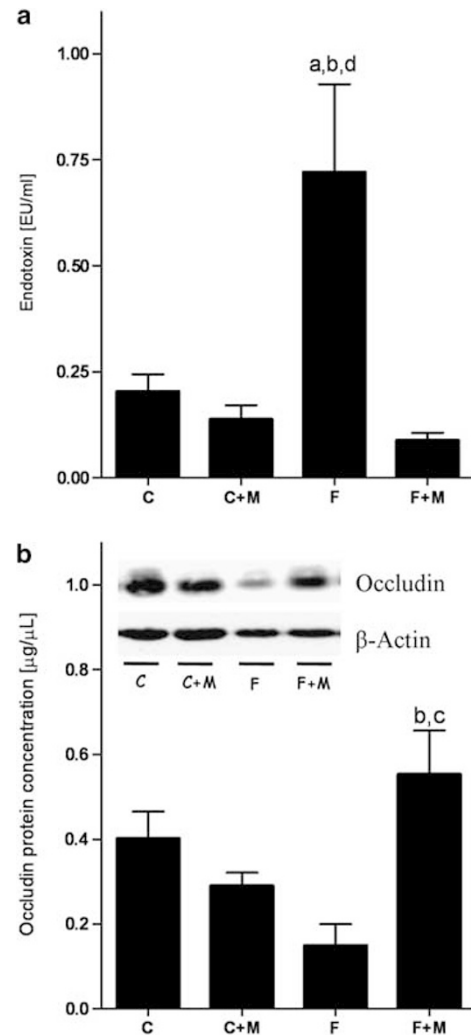 a
Endotoxin [EU/ml]
1.00
0.75
0.50
0.25
0.00
a,b,d
C C+M F F+M
b
Occludin protein concentration [µg/µL]
1.0
0.8
0.6
0.4
0.2
0.0
Occludin
β-Actin
C C+M F F+M
b,c
C C+M F F+M